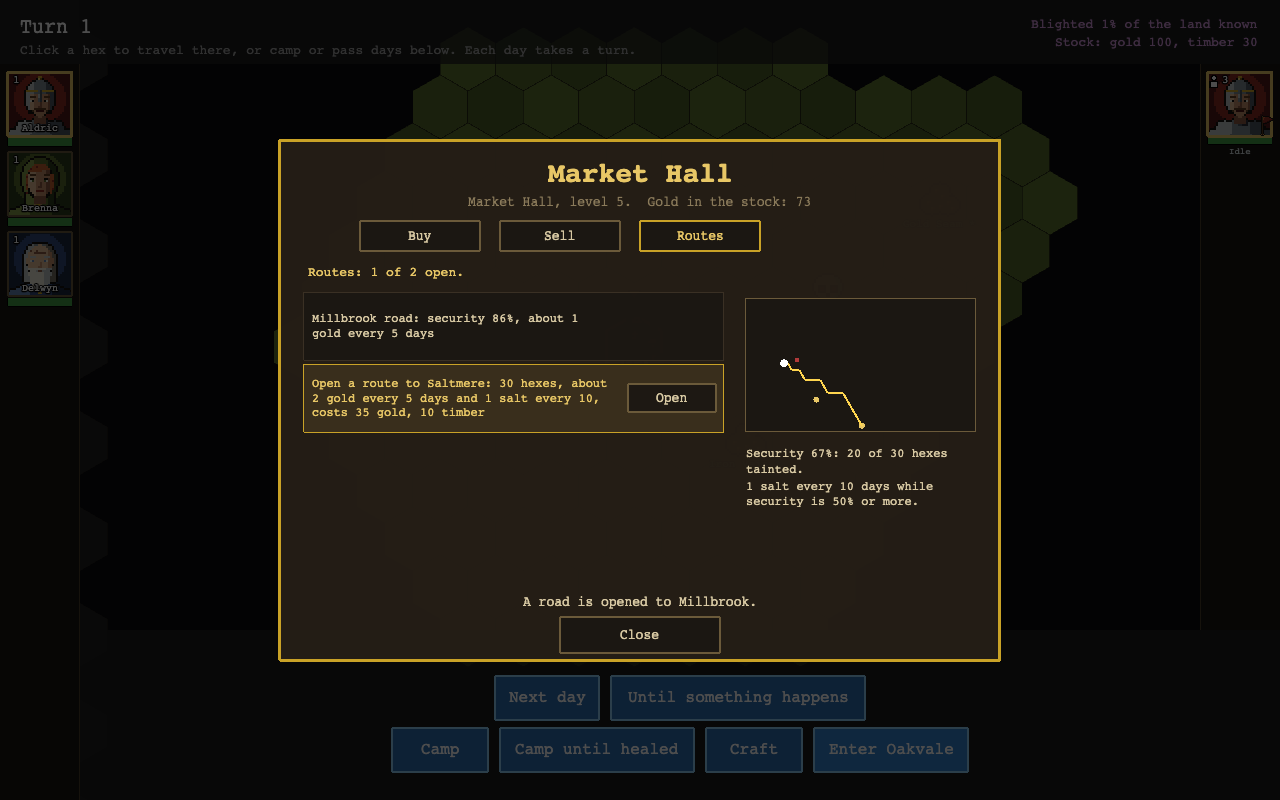 Turn 1
Click a hex to travel there, or camp or pass days below. Each day takes a turn.
Blighted 1% of the land known
Stock: gold 100, timber 30
1
Aldric
1
Brenna
1
Delwyn
3
Idle
Market Hall
Market Hall, level 5. Gold in the stock: 73
Buy
Sell
Routes
Routes: 1 of 2 open.
Millbrook road: security 86%, about 1
gold every 5 days
Open a route to Saltmere: 30 hexes, about
2 gold every 5 days and 1 salt every 10,
costs 35 gold, 10 timber
Open
Security 67%: 20 of 30 hexes
tainted.
1 salt every 10 days while
security is 50% or more.
A road is opened to Millbrook.
Close
Next day
Until something happens
Camp
Camp until healed
Craft
Enter Oakvale